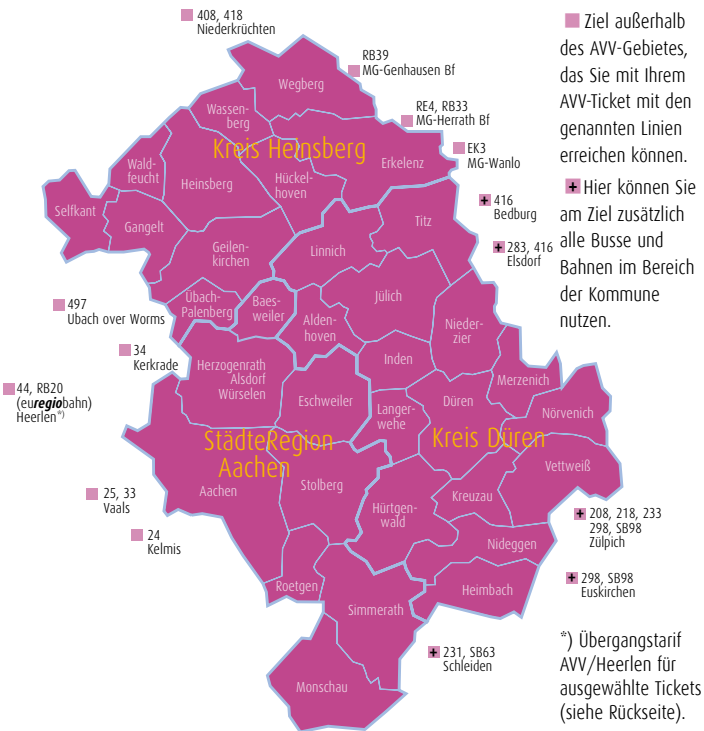 408, 418
Niederkrüchten
RB39
MG-Genhausen Bf
Wegberg
RE4, RB33
MG-Herrath Bf
Wassen-
berg
Kreis Heinsberg
EK3
MG-Wanlo
Wald-
feucht
Heinsberg
Hückel-
hoven
Erkelenz
Selfkant
Gangelt
416
Bedburg
Titz
Geilen-
kirchen
Linnich
283, 416
Elsdorf
Übach-
Palenberg
Baes-
weiler
Jülich
497
Ubach over Worms
Alden-
hoven
Nieder-
zier
34
Kerkrade
Herzogenrath
Alsdorf
Würselen
Inden
Merzenich
44, RB20
(euregiobahn)
Heerlen*)
Eschweiler
Langer-
wehe
Düren
Nörvenich
StädteRegion
Aachen
Kreis Düren
Vettweiß
Aachen
Stolberg
25, 33
Vaals
Hürtgen-
wald
Kreuzau
208, 218, 233
298, SB98
Zülpich
24
Kelmis
Nideggen
Roetgen
Simmerath
Heimbach
298, SB98
Euskirchen
231, SB63
Schleiden
Monschau
Ziel außerhalb
des AVV-Gebietes,
das Sie mit Ihrem
AVV-Ticket mit den
genannten Linien
erreichen können.
Hier können Sie
am Ziel zusätzlich
alle Busse und
Bahnen im Bereich
der Kommune
nutzen.
*) Übergangstarif
AVV/Heerlen für
ausgewählte Tickets
(siehe Rückseite).